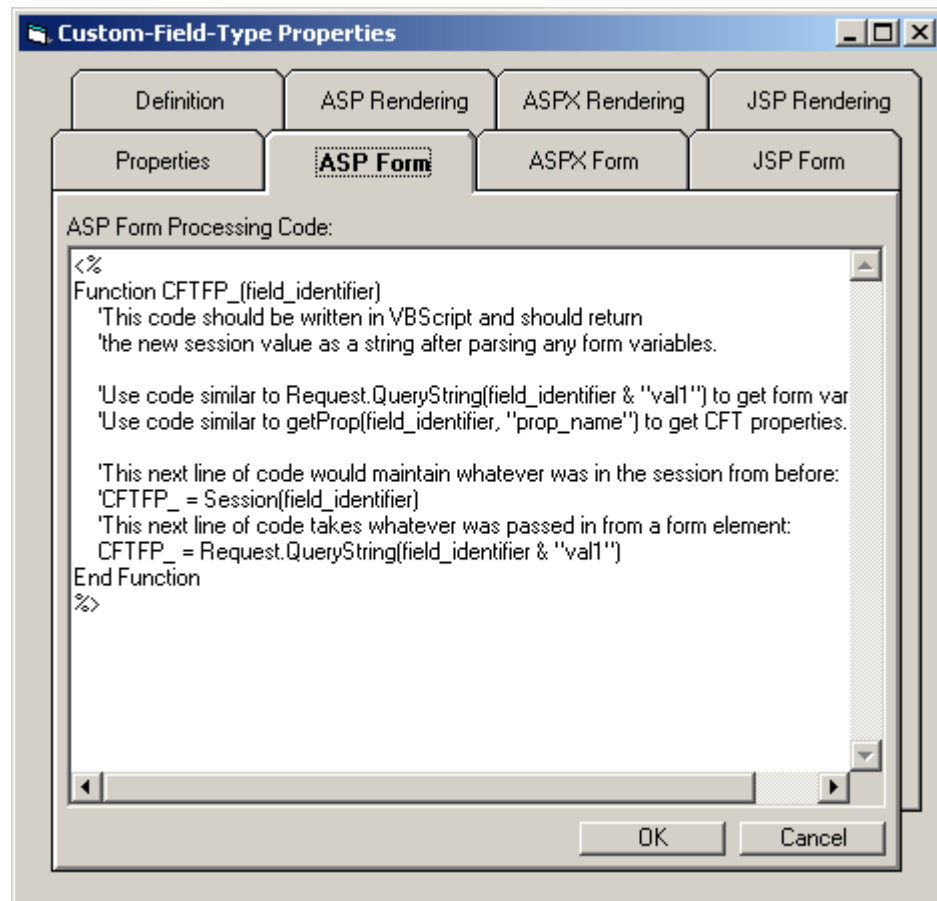 Custom-Field-Type Properties
Definition
ASP Rendering
ASPX Rendering
JSP Rendering
Properties
ASP Form
ASPX Form
JSP Form
ASP Form Processing Code:
<%
Function CFTFP_(field_identifier)
'This code should be written in VBScript and should return
'the new session value as a string after parsing any form variables.
'Use code similar to Request.QueryString(field_identifier & "val1") to get form var
'Use code similar to getProp(field_identifier, "prop_name") to get CFT properties.
'This next line of code would maintain whatever was in the session from before:
'CFTFP_ = Session(field_identifier)
'This next line of code takes whatever was passed in from a form element:
CFTFP_ = Request.QueryString(field_identifier & "val1")
End Function
%>
OK
Cancel